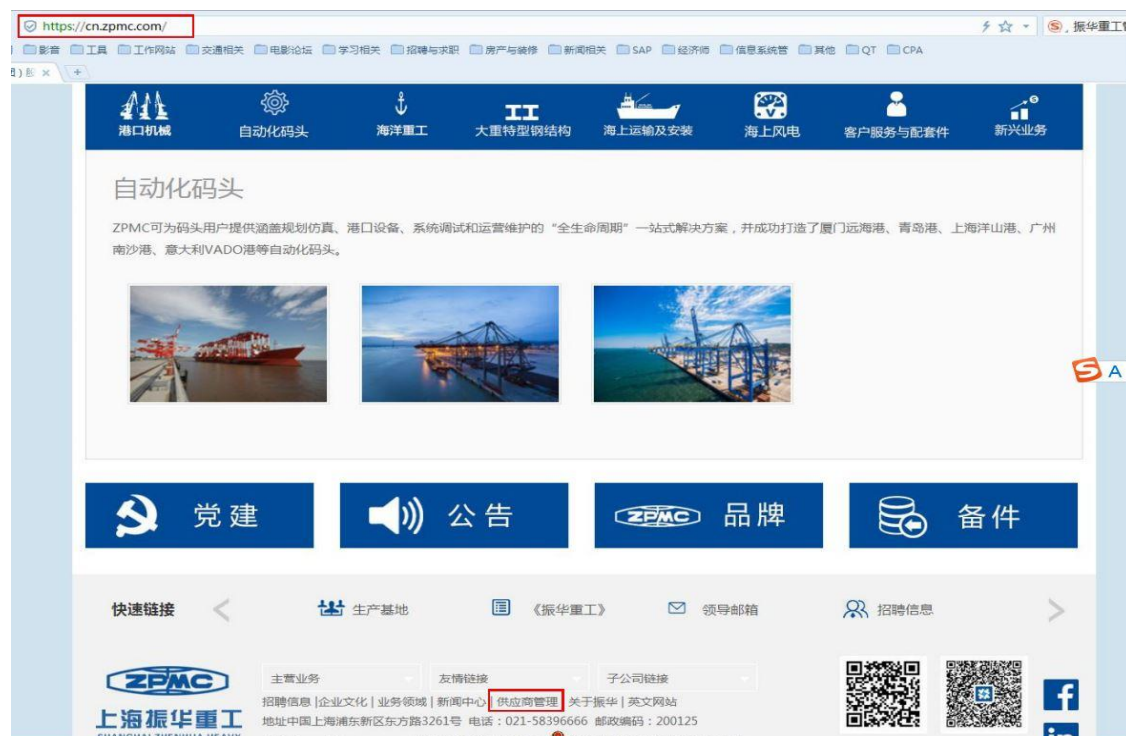 https://cn.zpmc.com/
振华重工
影音 工具 工作网站 交通相关 电影论坛 学习相关 招聘与求职 房产与装修 新闻相关 SAP 经济师 信息系统管 其他 QT CPA
港口机械 自动化码头 海洋重工 大重特型钢结构 海上运输及安装 海上风电 客户服务与配套件 新兴业务
自动化码头
ZPMC可为码头用户提供涵盖规划仿真、港口设备、系统调试和运营维护的“全生命周期”一站式解决方案,并成功打造了厦门远海港、青岛港、上海洋山港、广州
南沙港、意大利VADO港等自动化码头。
A
党建 公告 ZPMC 品牌 备件
快速链接 生产基地 《振华重工》 领导邮箱 招聘信息
ZPMC
主营业务 友情链接 子公司链接
招聘信息 |企业文化 | 业务领域 | 新闻中心 | 供应商管理 | 关于振华 | 英文网站
上海振华重工
地址中国上海浦东新区东方路3261号 电话:021-58396666 邮政编码:200125